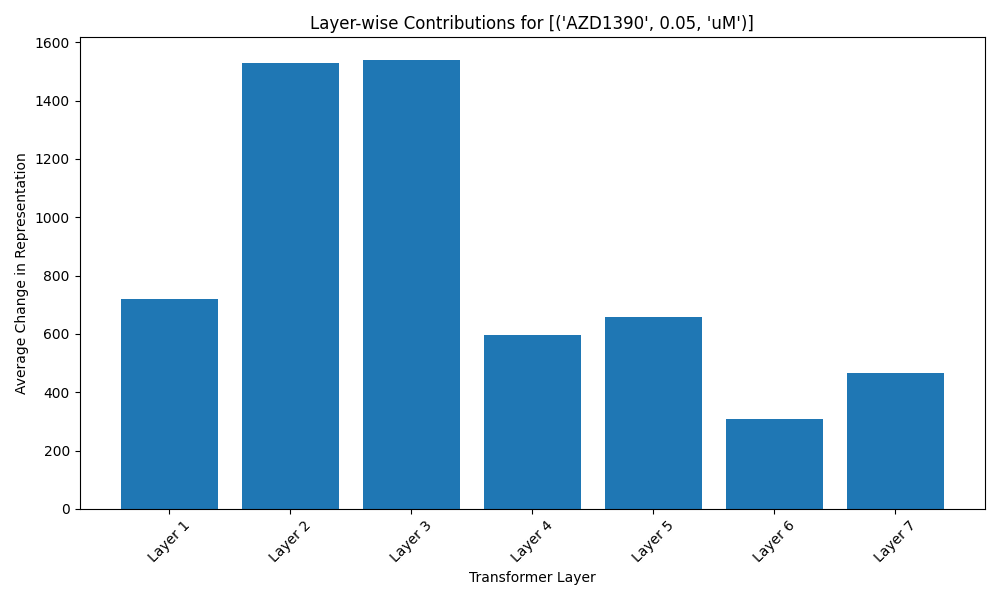 Layer-wise Contributions for [('AZD1390', 0.05, 'uM')]
Average Change in Representation
1600
1400
1200
1000
800
600
400
200
0
Layer 1
Layer 2
Layer 3
Layer 4
Layer 5
Layer 6
Layer 7
Transformer Layer